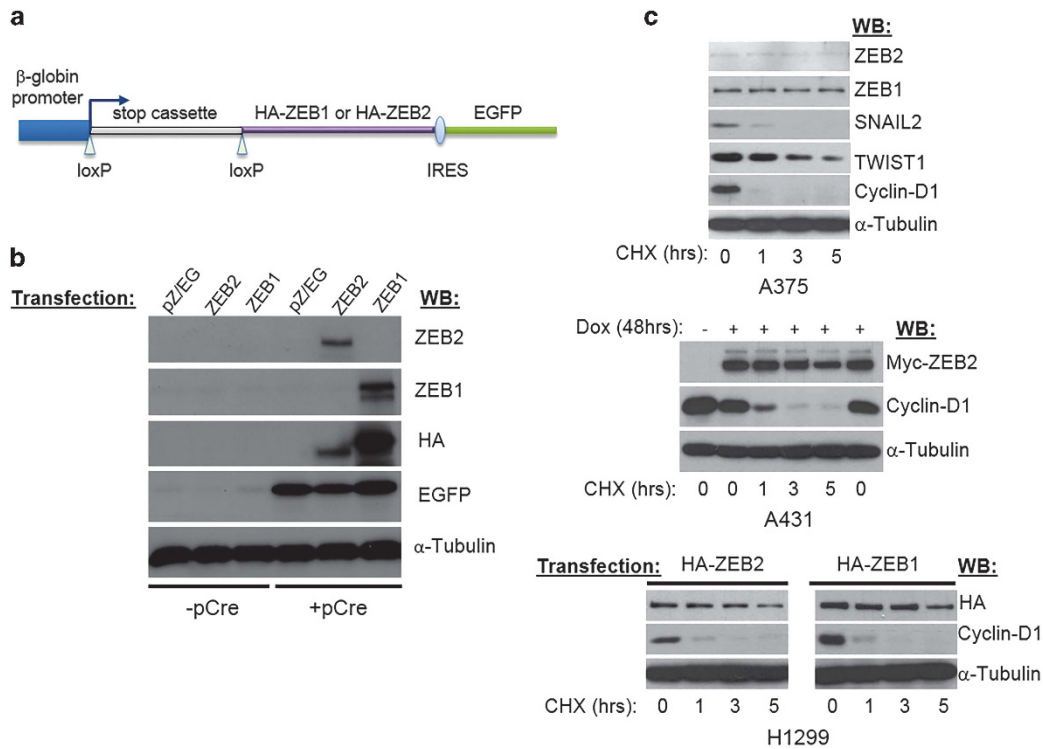 a
β-globin
promoter
stop cassette
HA-ZEB1 or HA-ZEB2
EGFP
loxP
loxP
IRES
b
Transfection:
pZ/EG
ZEB2
ZEB1
pZ/EG
ZEB2
ZEB1
WB:
ZEB2
ZEB1
HA
EGFP
α-Tubulin
-pCre
+pCre
c
WB:
ZEB2
ZEB1
SNAIL2
TWIST1
Cyclin-D1
α-Tubulin
CHX (hrs): 0 1 3 5
A375
Dox (48hrs): - + + + + + WB:
Myc-ZEB2
Cyclin-D1
α-Tubulin
CHX (hrs): 0 0 1 3 5 0
A431
Transfection: HA-ZEB2 HA-ZEB1 WB:
HA
Cyclin-D1
α-Tubulin
CHX (hrs): 0 1 3 5 0 1 3 5
H1299